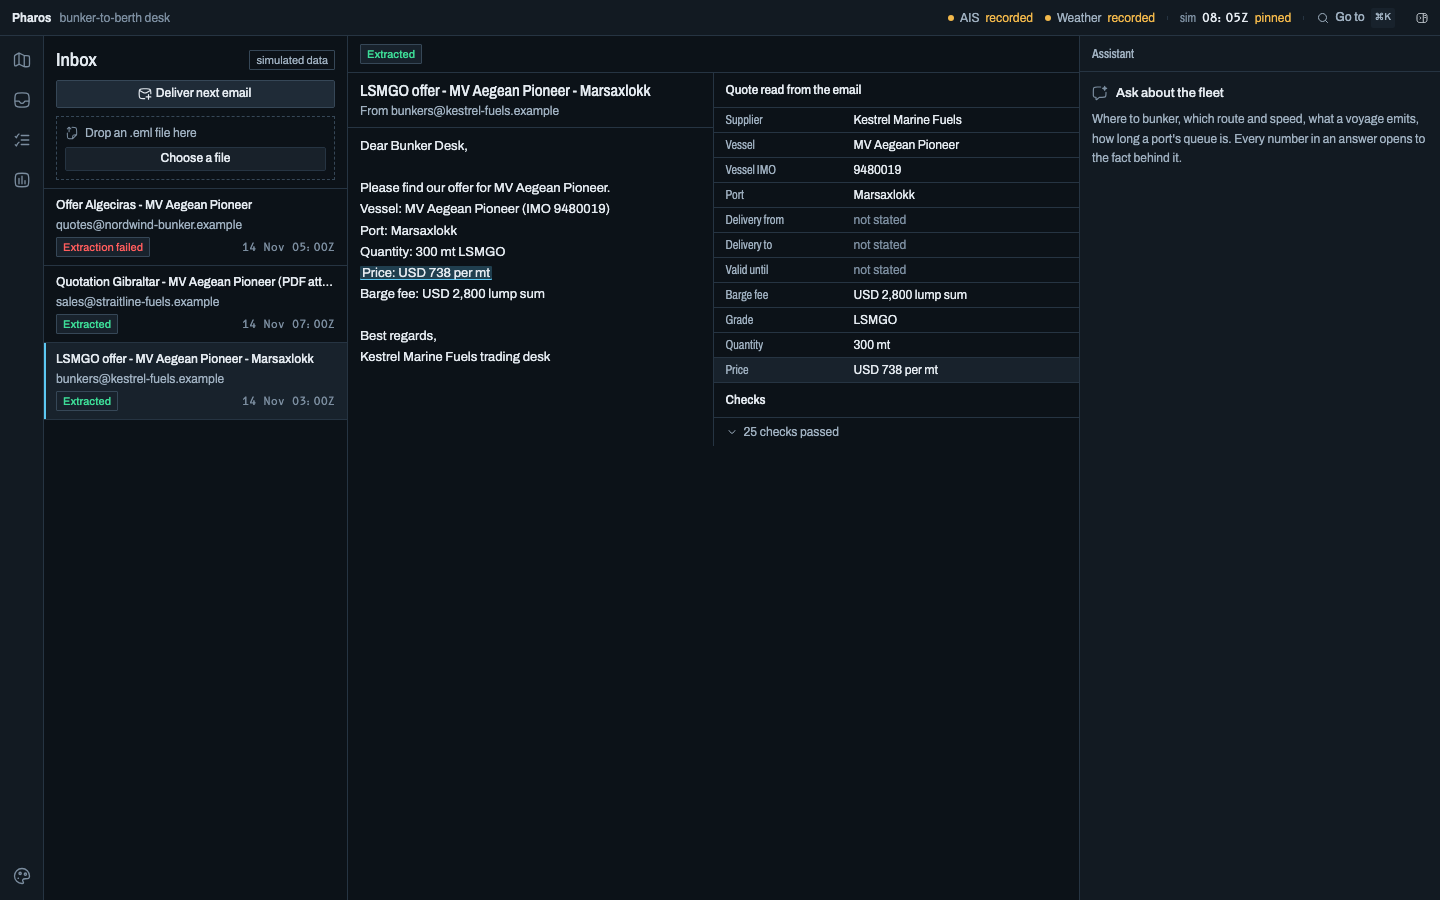 Pharos bunker-to-berth desk
AIS recorded Weather recorded sim 08:05Z pinned Go to ⌘K
Inbox simulated data
Deliver next email
Drop an .eml file here
Choose a file
Offer Algeciras - MV Aegean Pioneer
quotes@nordwind-bunker.example
Extraction failed 14 Nov 05:00Z
Quotation Gibraltar - MV Aegean Pioneer (PDF att...
sales@straitline-fuels.example
Extracted 14 Nov 07:00Z
LSMGO offer - MV Aegean Pioneer - Marsaxlokk
bunkers@kestrel-fuels.example
Extracted 14 Nov 03:00Z
Extracted
LSMGO offer - MV Aegean Pioneer - Marsaxlokk
From bunkers@kestrel-fuels.example
Dear Bunker Desk,
Please find our offer for MV Aegean Pioneer.
Vessel: MV Aegean Pioneer (IMO 9480019)
Port: Marsaxlokk
Quantity: 300 mt LSMGO
Price: USD 738 per mt
Barge fee: USD 2,800 lump sum
Best regards,
Kestrel Marine Fuels trading desk
Quote read from the email
Supplier Kestrel Marine Fuels
Vessel MV Aegean Pioneer
Vessel IMO 9480019
Port Marsaxlokk
Delivery from not stated
Delivery to not stated
Valid until not stated
Barge fee USD 2,800 lump sum
Grade LSMGO
Quantity 300 mt
Price USD 738 per mt
Checks
25 checks passed
Assistant
Ask about the fleet
Where to bunker, which route and speed, what a voyage emits,
how long a port's queue is. Every number in an answer opens to
the fact behind it.